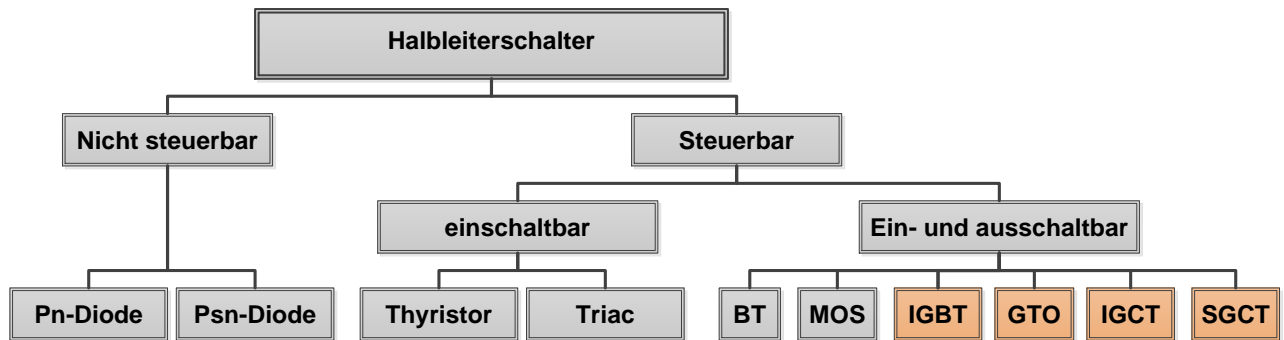 Halbleiterschalter
Nicht steuerbar
Steuerbar
einschaltbar
Ein- und ausschaltbar
Pn-Diode
Psn-Diode
Thyristor
Triac
BT
MOS
IGBT
GTO
IGCT
SGCT